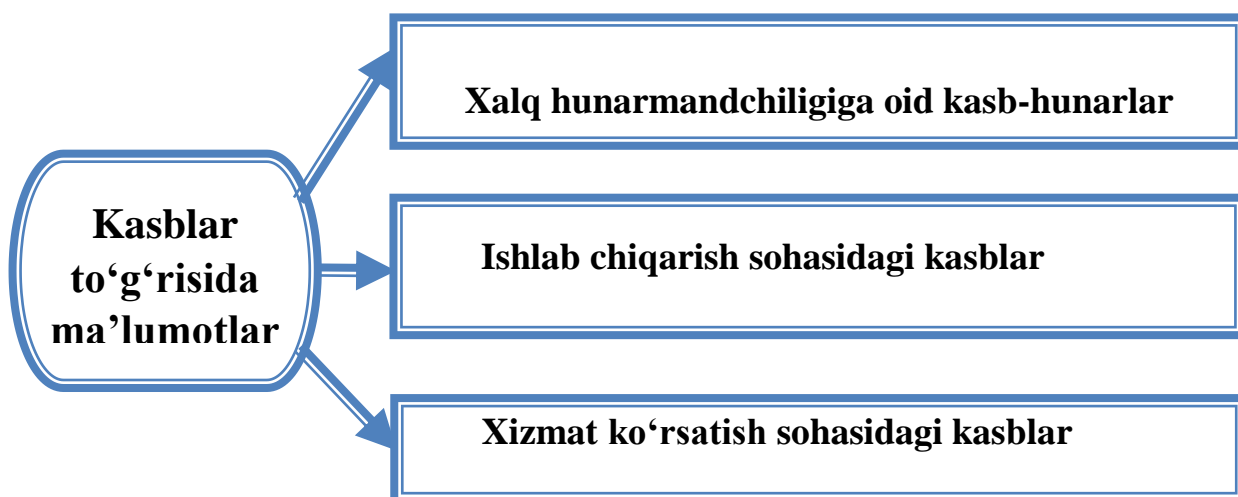 Kasblar
to‘g‘risida
ma’lumotlar
Xalq hunarmandchiligiga oid kasb-hunarlar
Ishlab chiqarish sohasidagi kasblar
Xizmat ko‘rsatish sohasidagi kasblar